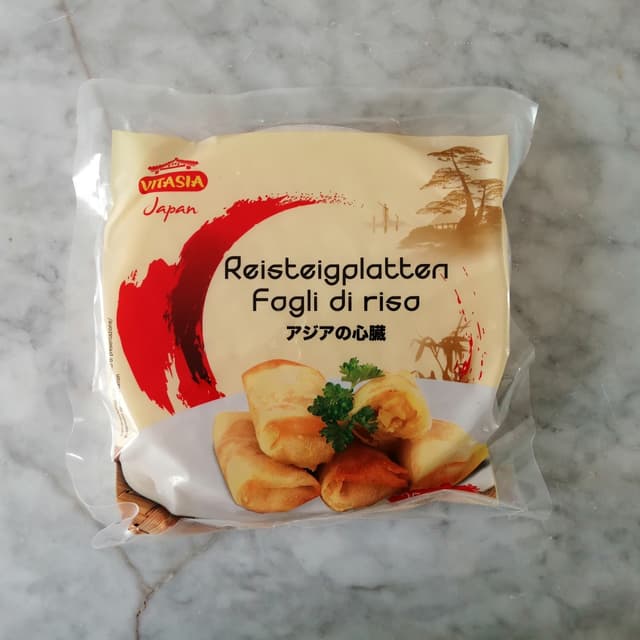 VITASIA
Japan
Reisteigplatten
Fogli di riso
アジアの心臓